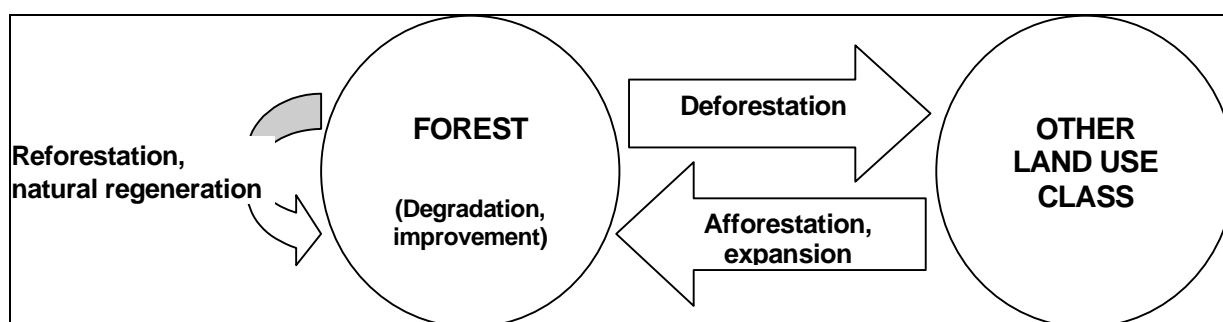 Reforestation,
natural regeneration
FOREST
(Degradation,
improvement)
Deforestation
Afforestation,
expansion
OTHER
LAND USE
CLASS